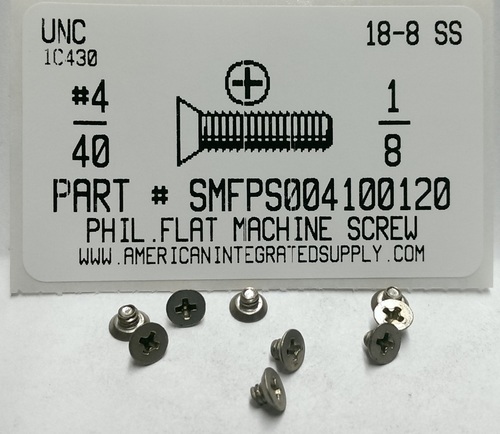 UNC
18-8 SS
1C430
#4
40
1
8
PART # SMFPS004100120
PHIL.FLAT MACHINE SCREW
WWW.AMERICANINTEGRATEDSUPPLY.COM